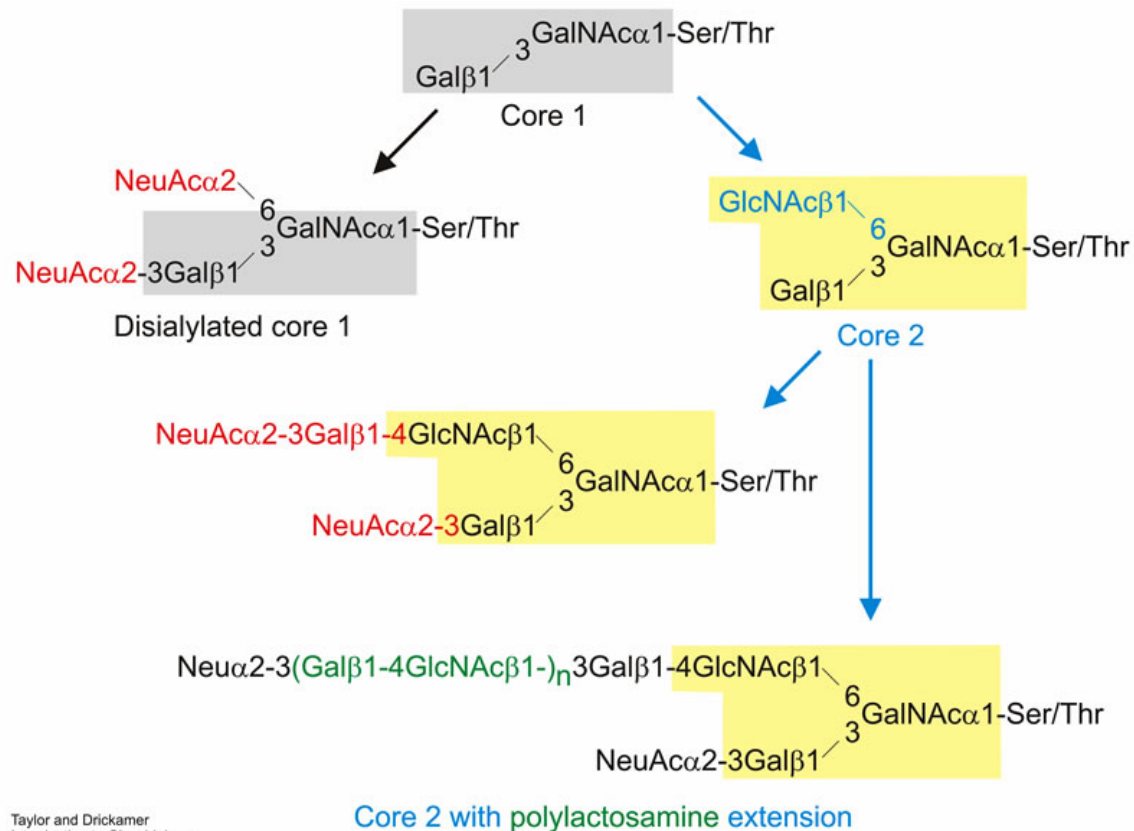 GalNAcα1-Ser/Thr
3
Galβ1
Core 1
NeuAcα2
6
GalNAcα1-Ser/Thr
3
NeuAcα2-3Galβ1
Disialylated core 1
GlcNAcβ1
6
GalNAcα1-Ser/Thr
3
Galβ1
Core 2
NeuAcα2-3Galβ1-4GlcNAcβ1
6
GalNAcα1-Ser/Thr
3
NeuAcα2-3Galβ1
Neuα2-3(Galβ1-4GlcNAcβ1-)n3Galβ1-4GlcNAcβ1
6
GalNAcα1-Ser/Thr
3
NeuAcα2-3Galβ1
Core 2 with polylactosamine extension
Taylor and Drickamer